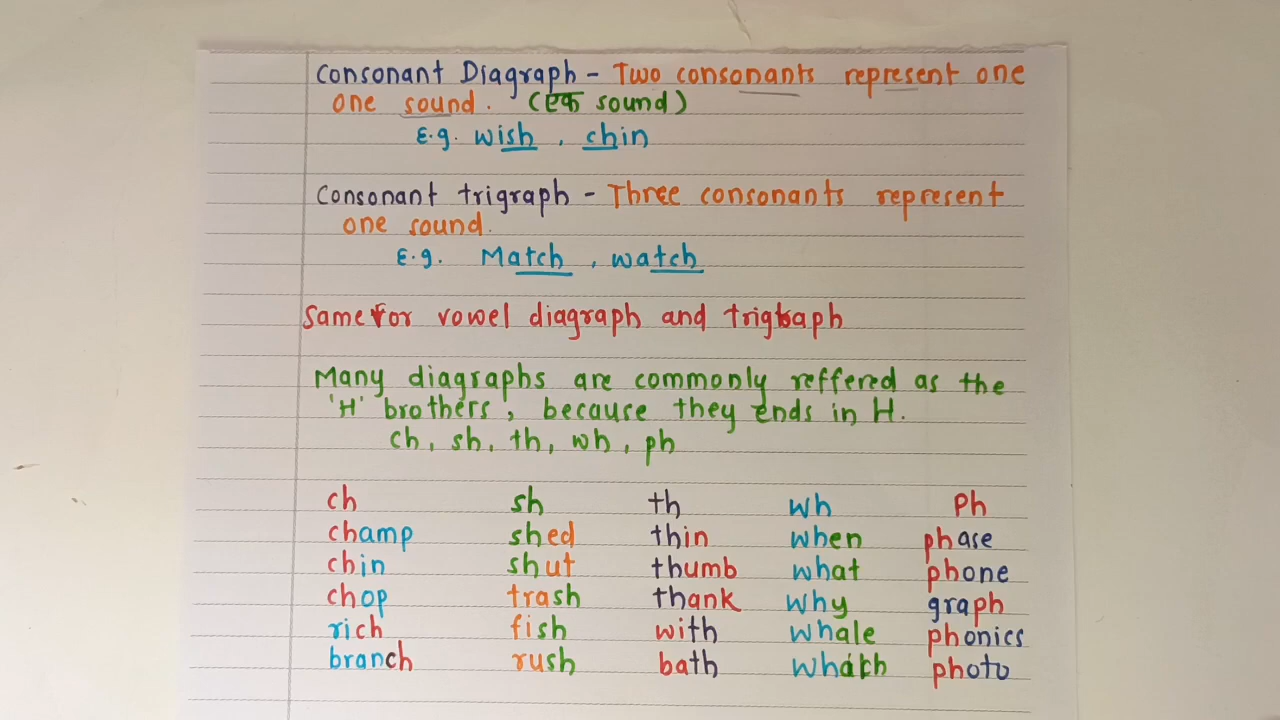 Consonant Diagraph - Two consonants represent one
one sound. (एक sound)
E.g. wish, chin
Consonant trigraph - Three consonants represent
one sound.
E.g. Match, watch
Same for vowel diagraph and trigraph
Many diagraphs are commonly reffered as the
'H' brothers, because they ends in H.
ch, sh, th, wh, ph
ch sh th wh Ph
champ shed thin when phase
chin shut thumb what phone
chop trash thank why graph
rich fish with whale phonics
branch rush bath photo